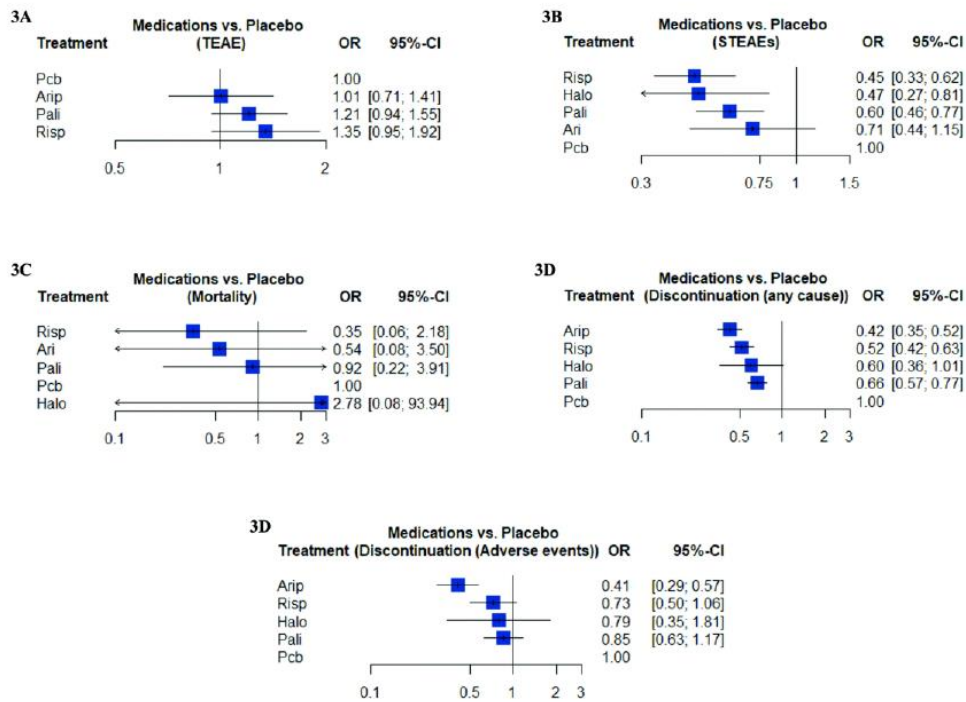 3A
Medications vs. Placebo
Treatment (TEAE) OR 95%-CI
Pcb 1.00
Arip 1.01 [0.71; 1.41]
Pali 1.21 [0.94; 1.55]
Risp 1.35 [0.95; 1.92]
0.5 1 2
3B
Medications vs. Placebo
Treatment (STEAEs) OR 95%-CI
Risp 0.45 [0.33; 0.62]
Halo 0.47 [0.27; 0.81]
Pali 0.60 [0.46; 0.77]
Ari 0.71 [0.44; 1.15]
Pcb 1.00
0.3 0.75 1 1.5
3C
Medications vs. Placebo
Treatment (Mortality) OR 95%-CI
Risp 0.35 [0.06; 2.18]
Ari 0.54 [0.08; 3.50]
Pali 0.92 [0.22; 3.91]
Pcb 1.00
Halo 2.78 [0.08; 93.94]
0.1 0.5 1 2 3
3D
Medications vs. Placebo
Treatment (Discontinuation (any cause)) OR 95%-CI
Arip 0.42 [0.35; 0.52]
Risp 0.52 [0.42; 0.63]
Halo 0.60 [0.36; 1.01]
Pali 0.66 [0.57; 0.77]
Pcb 1.00
0.1 0.5 1 2 3
3D
Medications vs. Placebo
Treatment (Discontinuation (Adverse events)) OR 95%-CI
Arip 0.41 [0.29; 0.57]
Risp 0.73 [0.50; 1.06]
Halo 0.79 [0.35; 1.81]
Pali 0.85 [0.63; 1.17]
Pcb 1.00
0.1 0.5 1 2 3